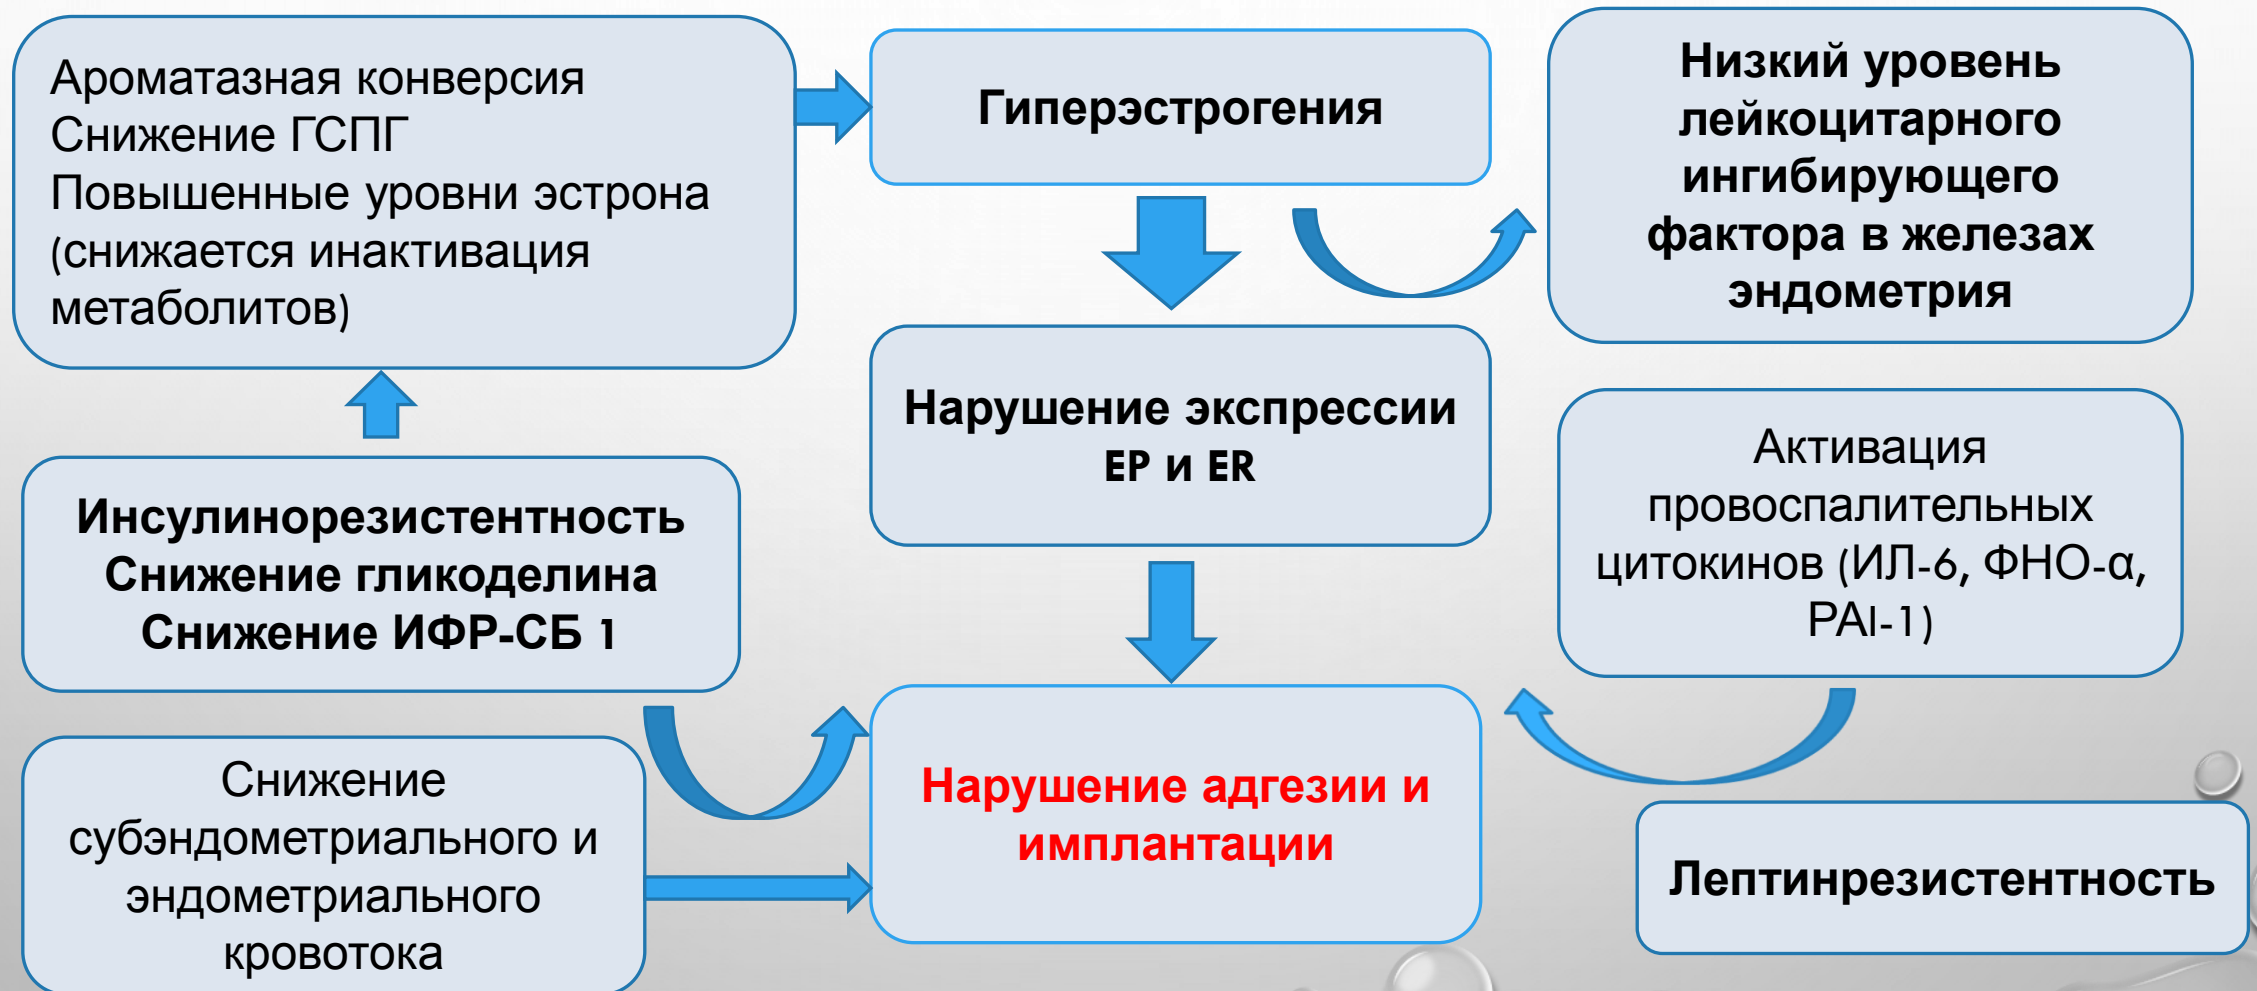 Ароматазная конверсия
Снижение ГСПГ
Повышенные уровни эстрона
(снижается инактивация
метаболитов)
Гиперэстрогения
Низкий уровень
лейкоцитарного
ингибирующего
фактора в железах
эндометрия
Нарушение экспрессии
EP и ER
Активация
провоспалительных
цитокинов (ИЛ-6, ФНО-α,
PAI-1)
Инсулинорезистентность
Снижение гликоделина
Снижение ИФР-СБ 1
Снижение
субэндометриального и
эндометриального
кровотока
Нарушение адгезии и
имплантации
Лептинрезистентность